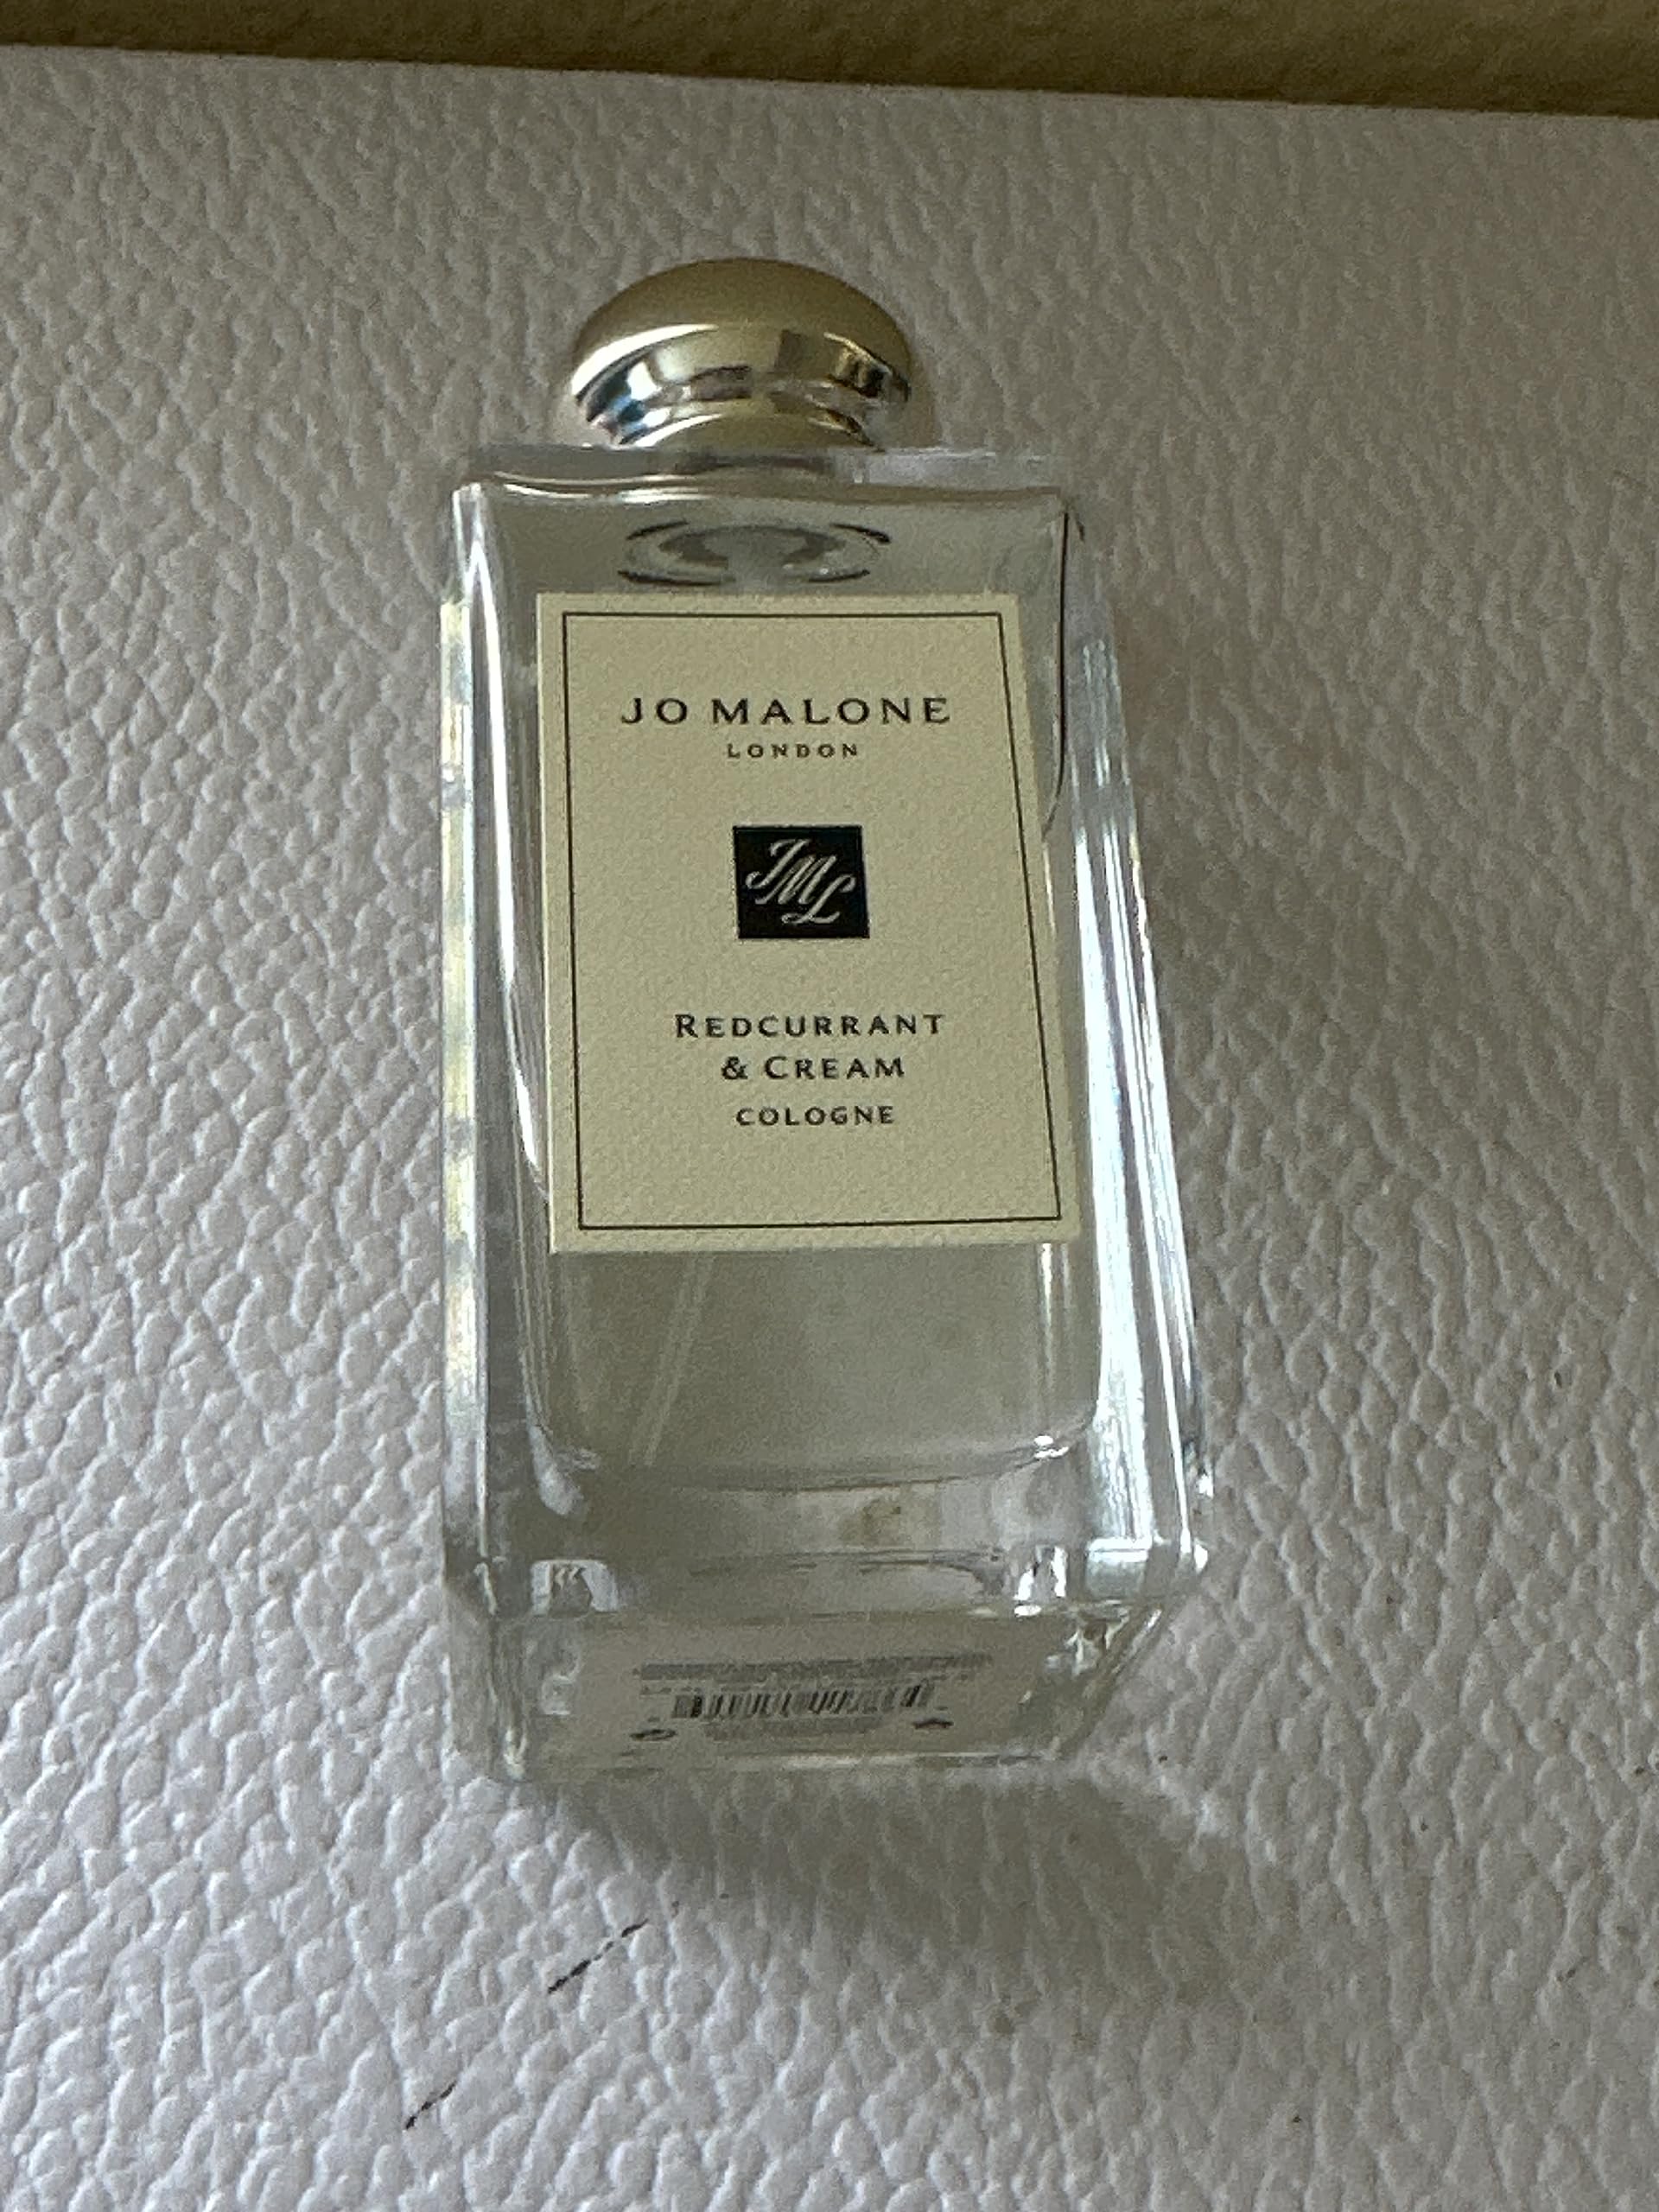 JO MALONE
LONDON
JML
REDCURRANT
& CREAM
COLOGNE